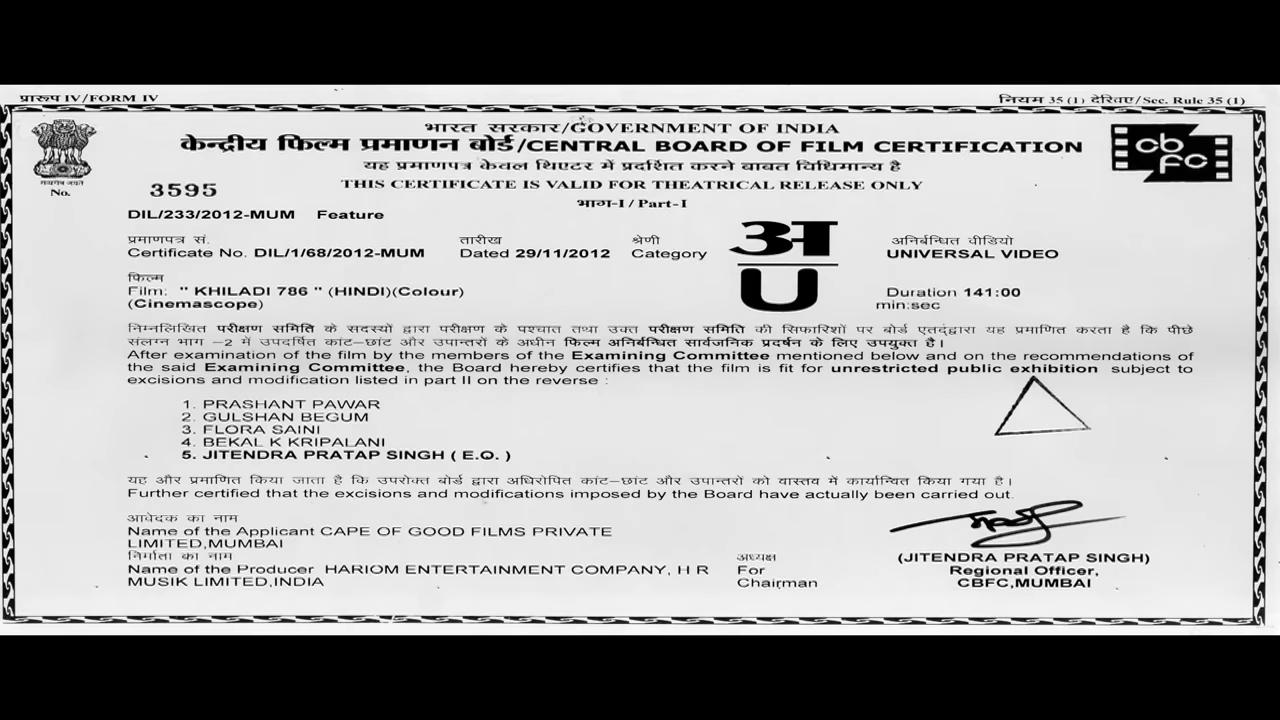 प्रारूप IV/FORM IV
नियम 35 (1) देखिए/Sec. Rule 35 (1)
भारत सरकार/GOVERNMENT OF INDIA
केन्द्रीय फिल्म प्रमाणन बोर्ड/CENTRAL BOARD OF FILM CERTIFICATION
cb
fc
यह प्रमाणपत्र केवल थिएटर में प्रदर्शित करने बाबत विधिमान्य है
सत्यमेव जयते
No. 3595
THIS CERTIFICATE IS VALID FOR THEATRICAL RELEASE ONLY
भाग-I / Part-I
DIL/233/2012-MUM Feature
प्रमाणपत्र सं. तारीख श्रेणी अ अनिर्बन्धित वीडियो
Certificate No. DIL/1/68/2012-MUM Dated 29/11/2012 Category UNIVERSAL VIDEO
U
फिल्म
Film: " KHILADI 786 " (HINDI)(Colour) Duration 141:00
(Cinemascope) min:sec
निम्नलिखित परीक्षण समिति के सदस्यों द्वारा परीक्षण के पश्चात तथा उक्त परीक्षण समिति की सिफारिशों पर बोर्ड एतद्द्वारा यह प्रमाणित करता है कि पीछे
संलग्न भाग -2 में उपदर्षित कांट-छांट और उपान्तरों के अधीन फिल्म अनिर्बन्धित सार्वजनिक प्रदर्षन के लिए उपयुक्त है।
After examination of the film by the members of the Examining Committee mentioned below and on the recommendations of
the said Examining Committee, the Board hereby certifies that the film is fit for unrestricted public exhibition subject to
excisions and modification listed in part II on the reverse :
1. PRASHANT PAWAR
2. GULSHAN BEGUM
3. FLORA SAINI
4. BEKAL K KRIPALANI
5. JITENDRA PRATAP SINGH ( E.O. )
यह और प्रमाणित किया जाता है कि उपरोक्त बोर्ड द्वारा अधिरोपित कांट-छांट और उपान्तरों को वास्तव में कार्यान्वित किया गया है।
Further certified that the excisions and modifications imposed by the Board have actually been carried out.
आवेदक का नाम
Name of the Applicant CAPE OF GOOD FILMS PRIVATE
LIMITED,MUMBAI
निर्माता का नाम अध्यक्ष (JITENDRA PRATAP SINGH)
Name of the Producer HARIOM ENTERTAINMENT COMPANY, H R For Regional Officer,
MUSIK LIMITED,INDIA Chairman CBFC,MUMBAI